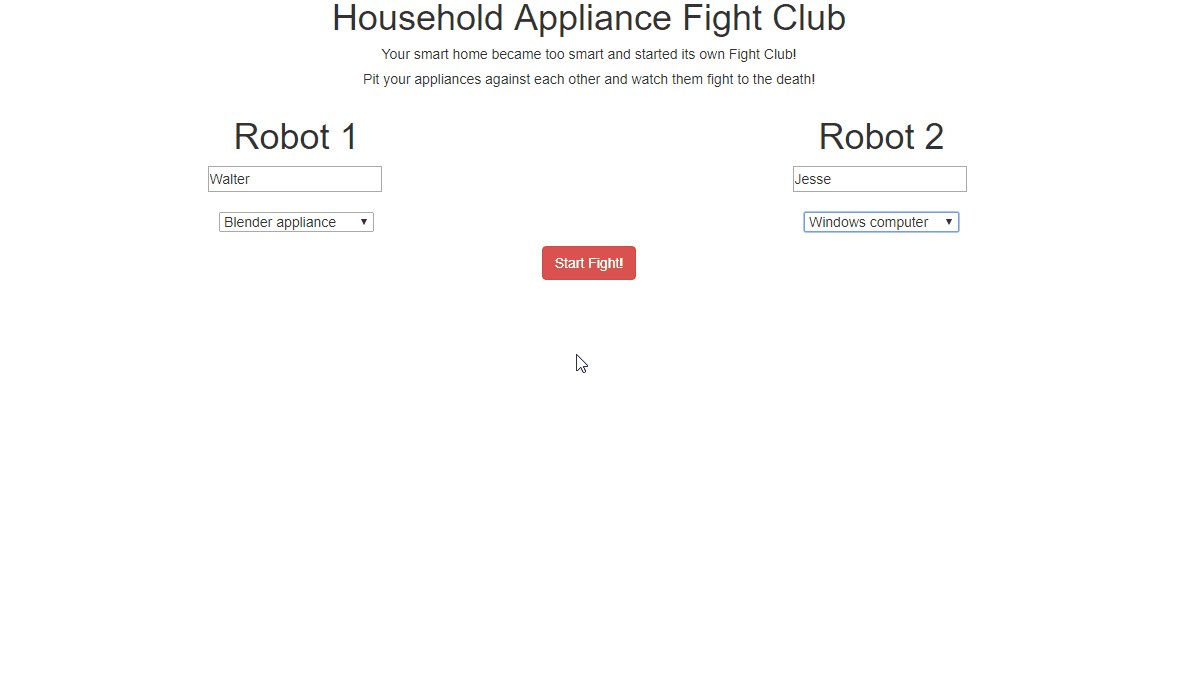 Household Appliance Fight Club
Your smart home became too smart and started its own Fight Club!
Pit your appliances against each other and watch them fight to the death!
Robot 1
Robot 2
Walter
Jesse
Blender appliance
Windows computer
Start Fight!